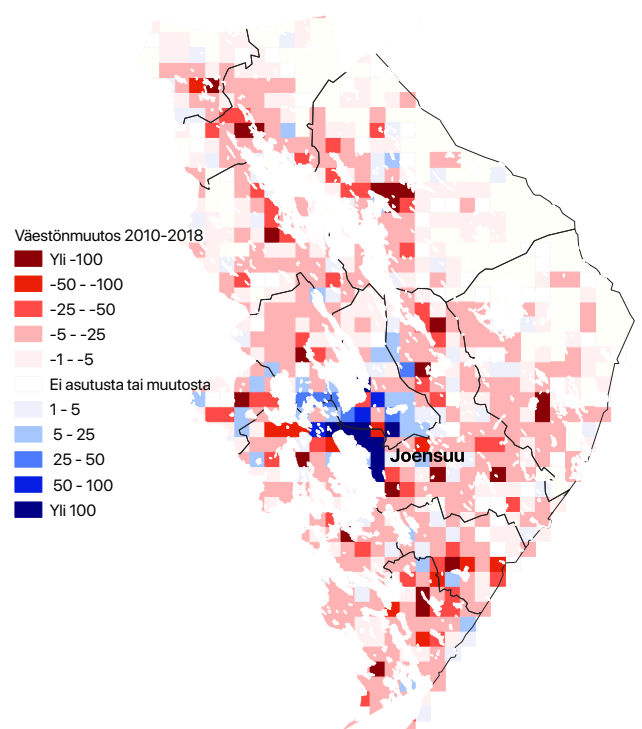 Väestönmuutos 2010-2018
Yli -100
-50 - -100
-25 - -50
-5 - -25
-1 - -5
Ei asutusta tai muutosta
1 - 5
5 - 25
25 - 50
50 - 100
Yli 100
Joensuu